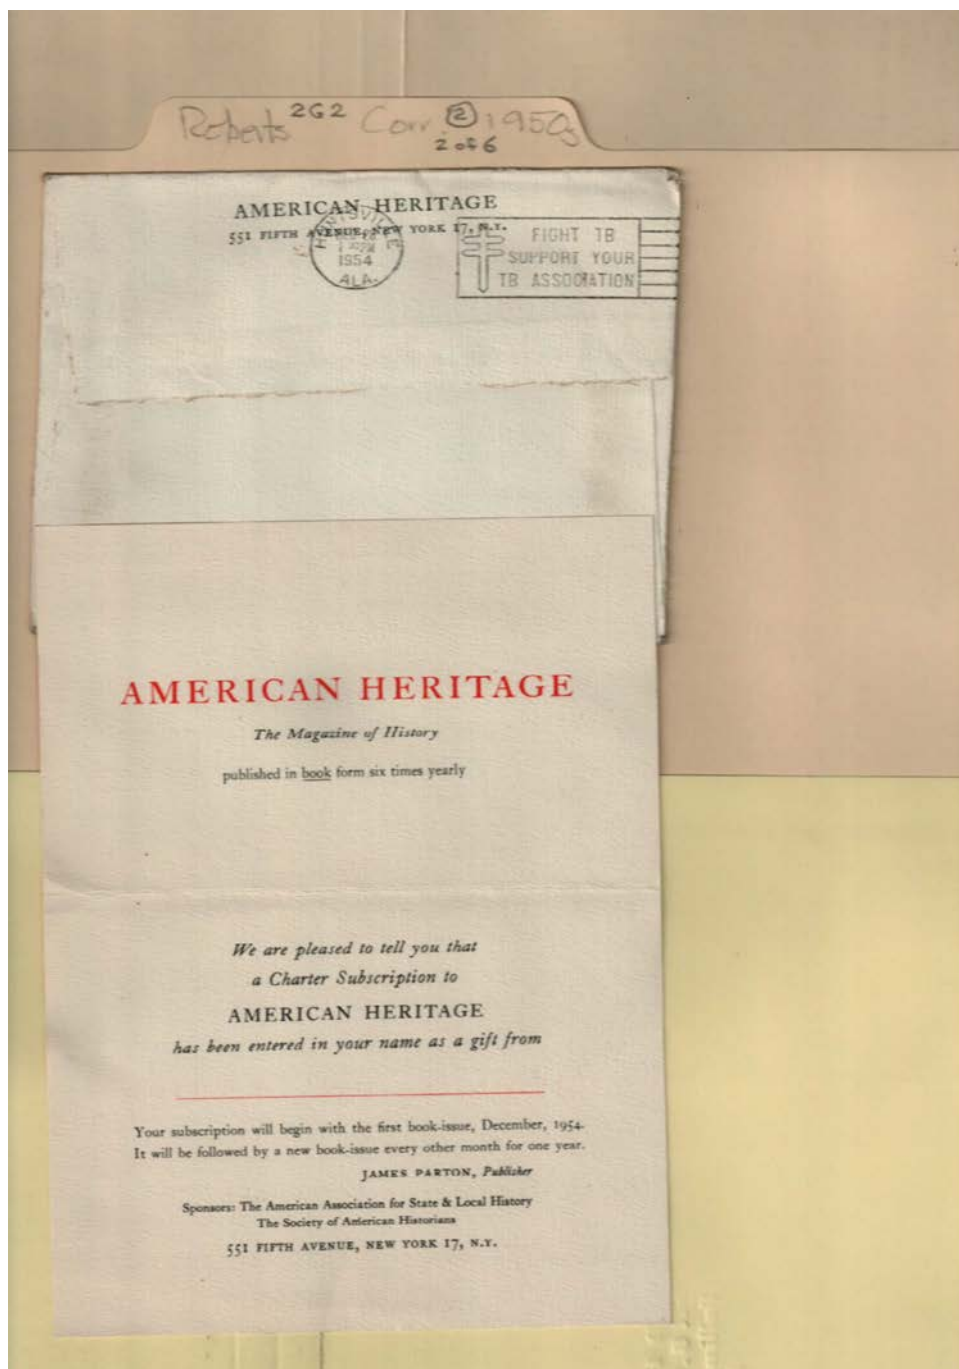 Roberts 2G2 Corr. ② 1950s
2 of 6
AMERICAN HERITAGE
551 FIFTH AVENUE, NEW YORK 17, N.Y.
HUNTSVILLE
1954
ALA.
FIGHT TB
SUPPORT YOUR
TB ASSOCIATION
AMERICAN HERITAGE
The Magazine of History
published in book form six times yearly
We are pleased to tell you that
a Charter Subscription to
AMERICAN HERITAGE
has been entered in your name as a gift from
Your subscription will begin with the first book-issue, December, 1954.
It will be followed by a new book-issue every other month for one year.
JAMES PARTON, Publisher
Sponsors: The American Association for State & Local History
The Society of American Historians
551 FIFTH AVENUE, NEW YORK 17, N.Y.